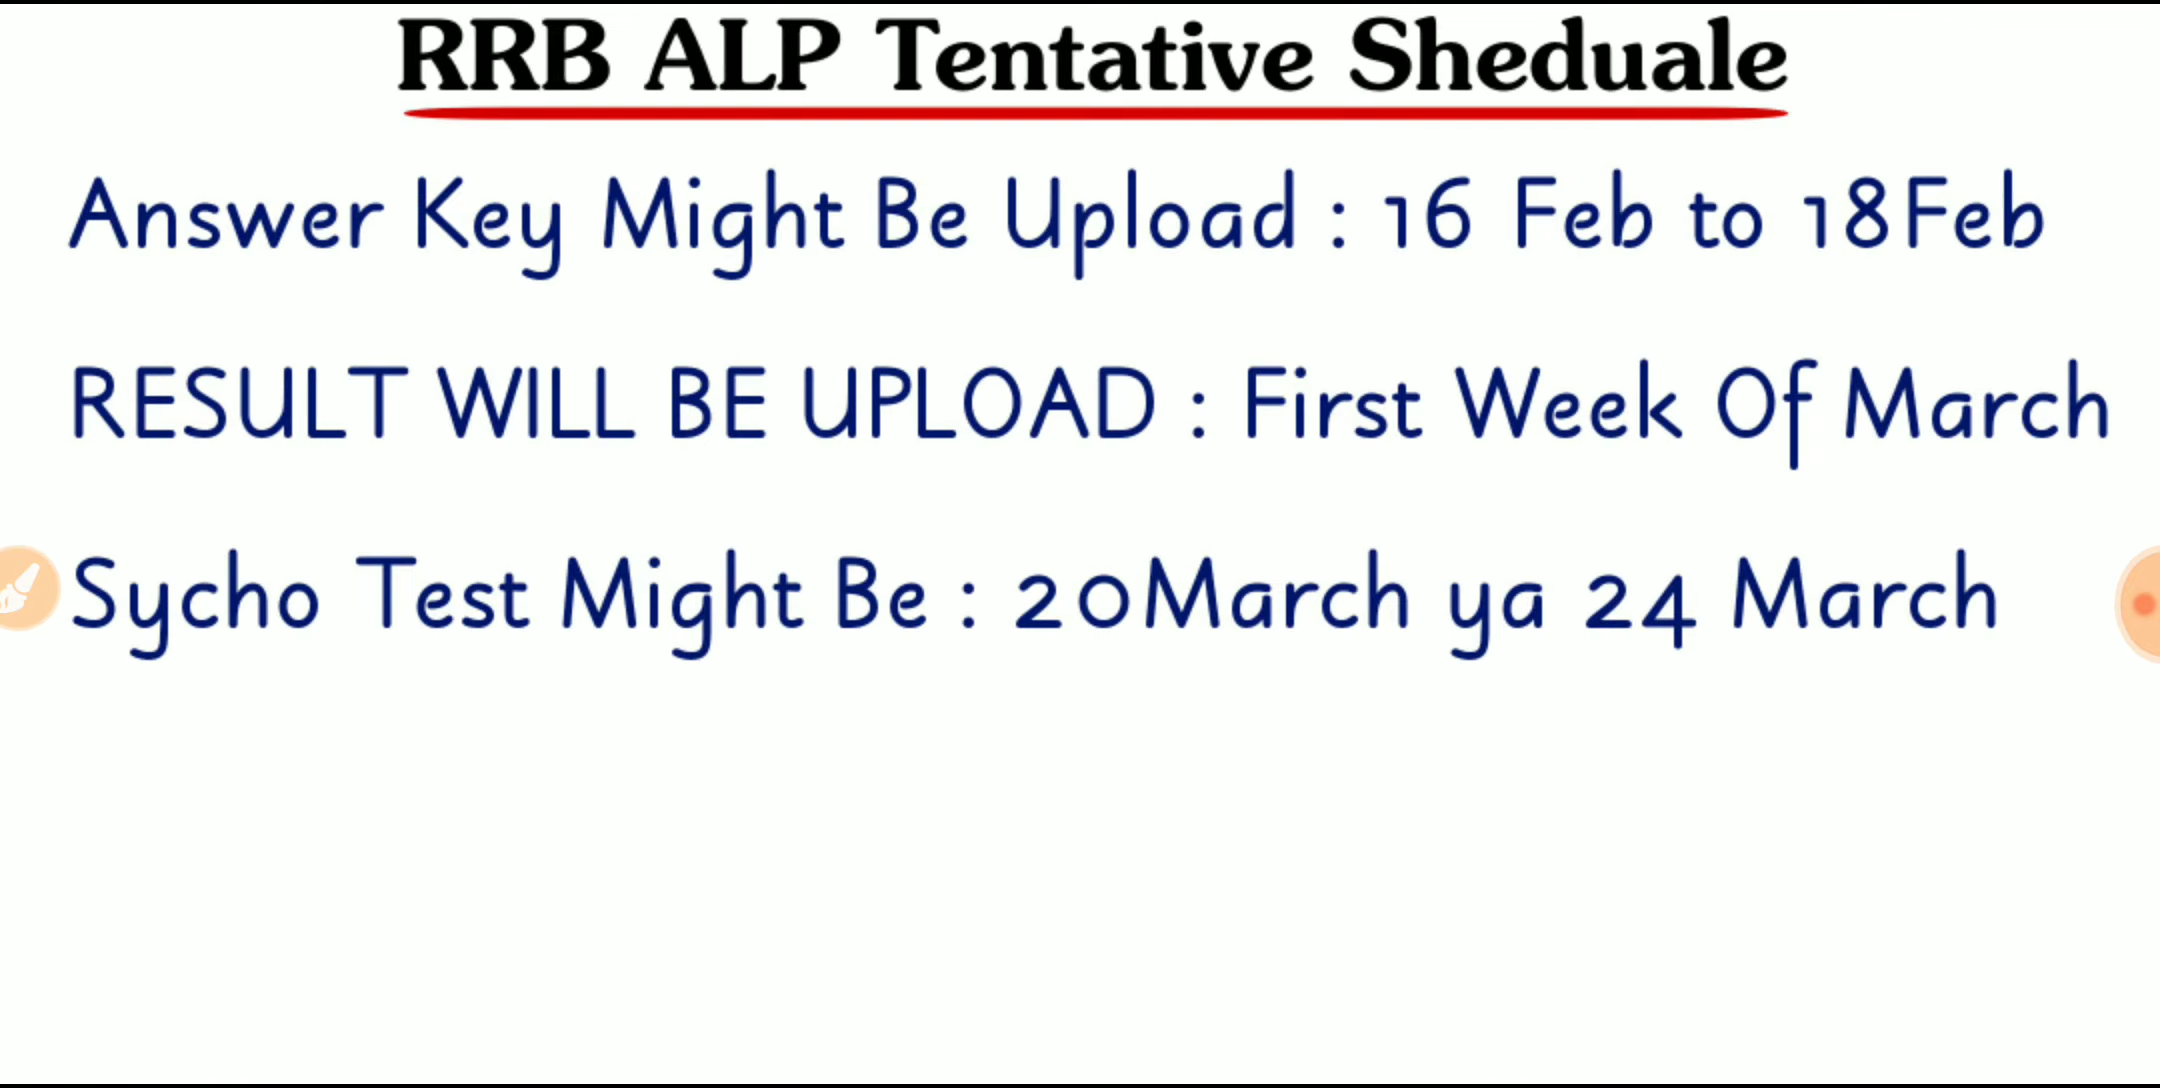 RRB ALP Tentative Sheduale
Answer Key Might Be Upload : 16 Feb to 18Feb
RESULT WILL BE UPLOAD : First Week Of March
Sycho Test Might Be : 20March ya 24 March